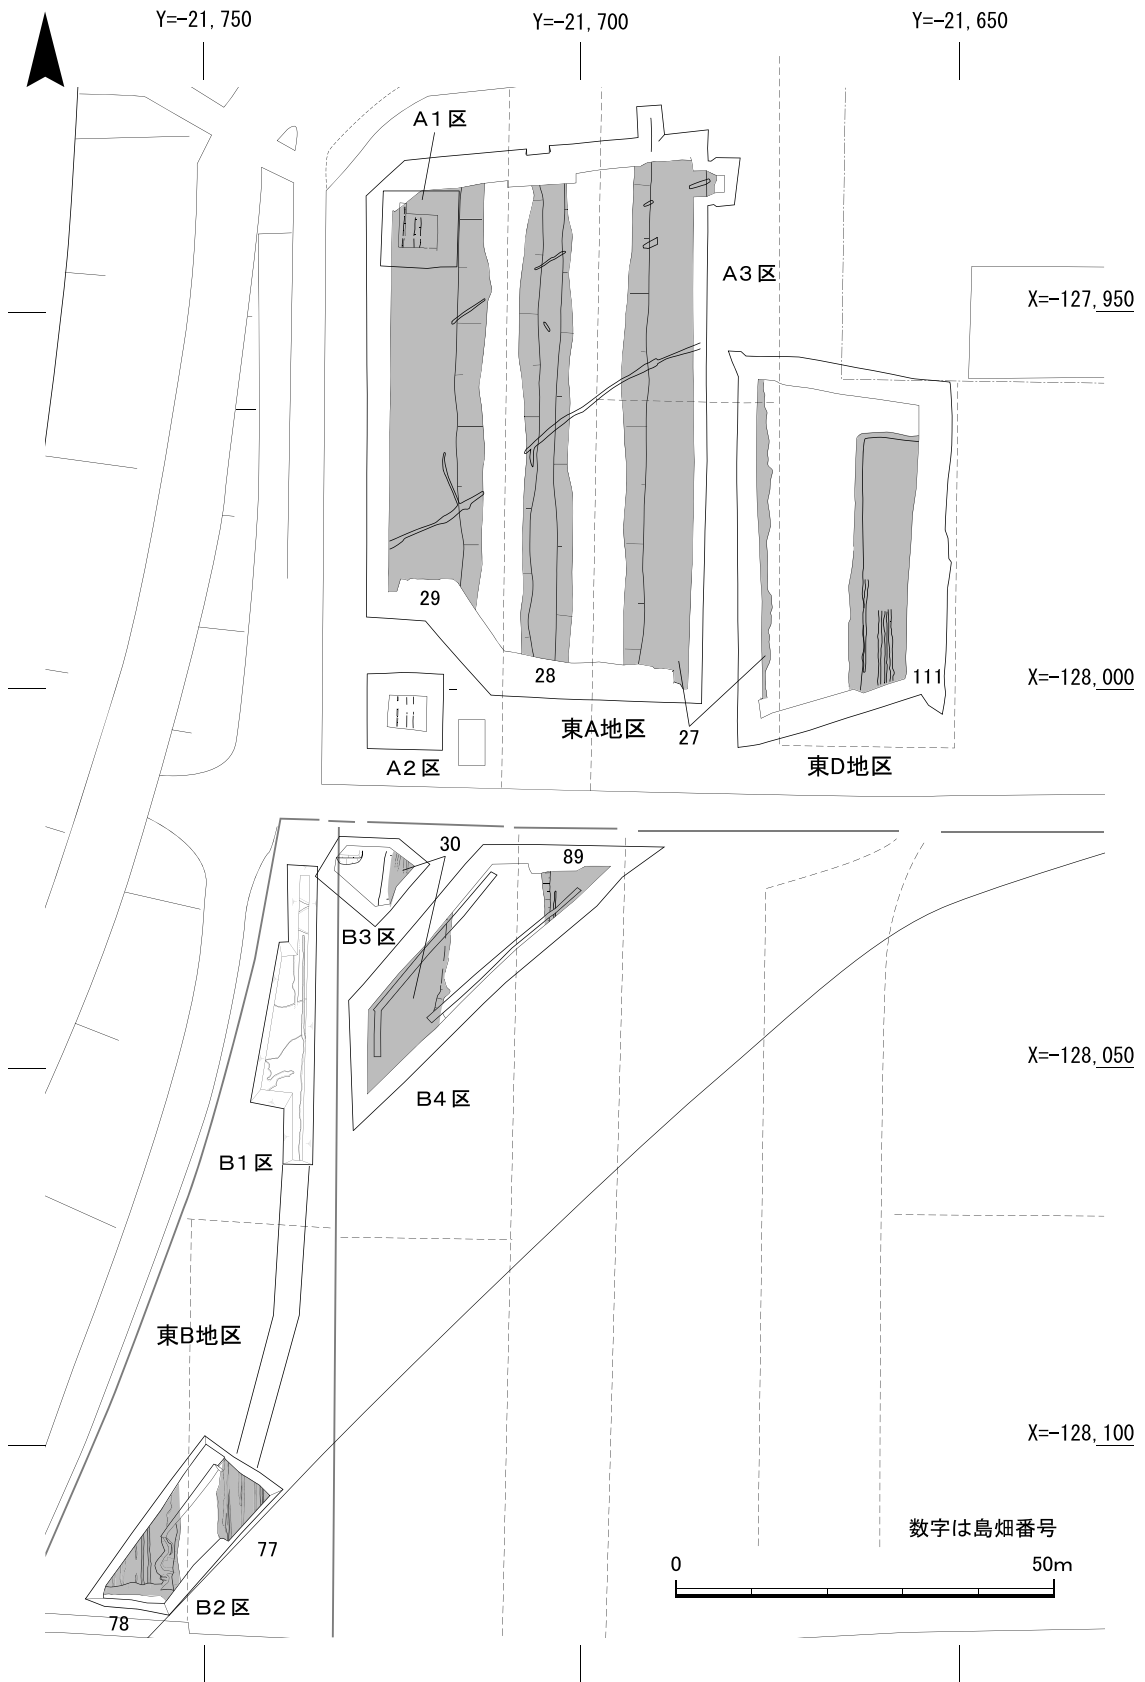 Y=-21,750
Y=-21,700
Y=-21,650
A1区
A3区
X=-127,950
29
28
111
X=-128,000
東A地区
27
A2区
東D地区
30
89
B3区
X=-128,050
B4区
B1区
東B地区
X=-128,100
数字は島畑番号
77
0 50m
B2区
78